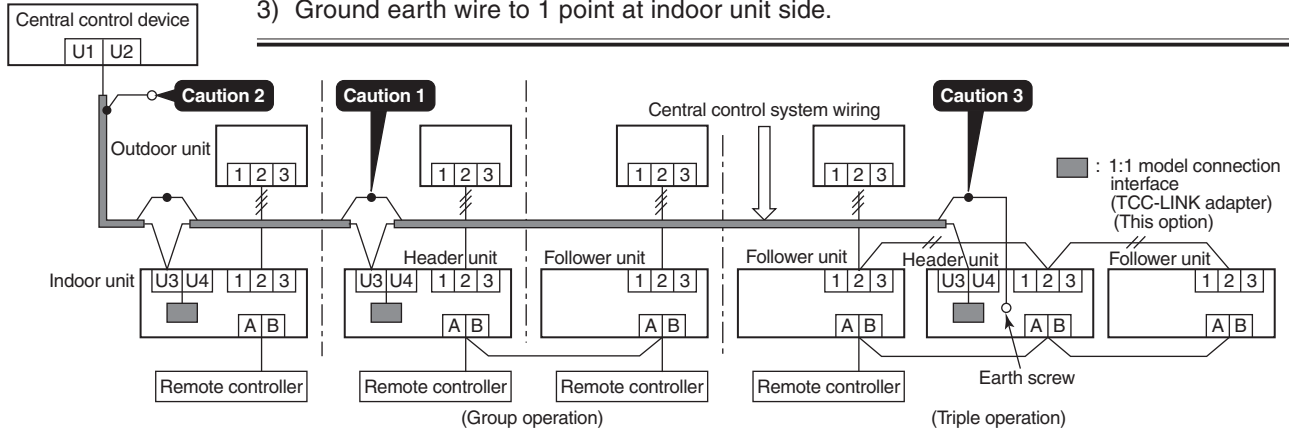 3) Ground earth wire to 1 point at indoor unit side.
Central control device
U1 U2
Caution 2
Caution 1
Central control system wiring
Caution 3
Outdoor unit
1 2 3
1 2 3
1 2 3
1 2 3
: 1:1 model connection
interface
(TCC-LINK adapter)
(This option)
Indoor unit
U3 U4
1 2 3
Header unit
U3 U4
1 2 3
Follower unit
1 2 3
Follower unit
1 2 3
Header unit
U3 U4
1 2 3
Follower unit
1 2 3
A B
A B
A B
A B
A B
A B
Remote controller
Remote controller
Remote controller
Remote controller
Earth screw
(Group operation)
(Triple operation)